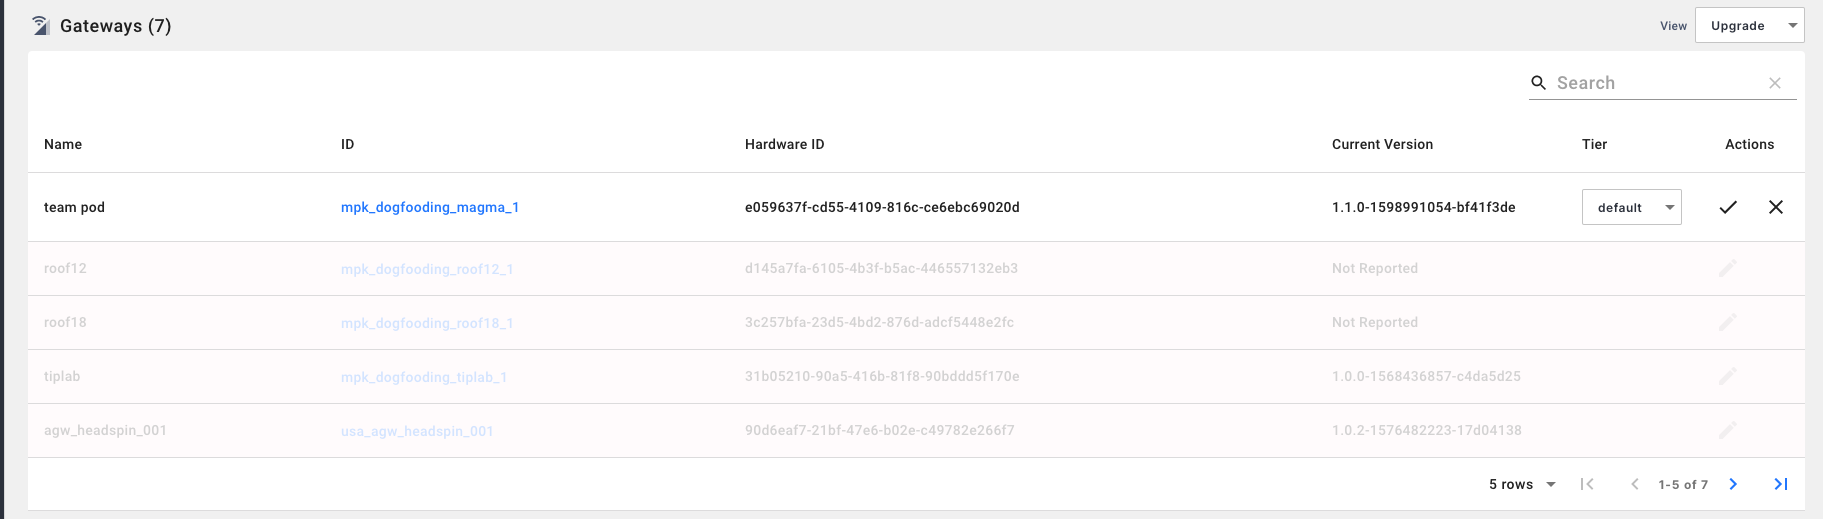 Gateways (7)
View Upgrade
Search
Name ID Hardware ID Current Version Tier Actions
team pod mpk_dogfooding_magma_1 e059637f-cd55-4109-816c-ce6ebc69020d 1.1.0-1598991054-bf41f3de default
roof12 mpk_dogfooding_roof12_1 d145a7fa-6105-4b3f-b5ac-446557132eb3 Not Reported
roof18 mpk_dogfooding_roof18_1 3c257bfa-23d5-4bd2-876d-adcf5448e2fc Not Reported
tiplab mpk_dogfooding_tiplab_1 31b05210-90a5-416b-81f8-90bddd5f170e 1.0.0-1568436857-c4da5d25
agw_headspin_001 usa_agw_headspin_001 90d6eaf7-21bf-47e6-b02e-c49782e266f7 1.0.2-1576482223-17d04138
5 rows 1-5 of 7